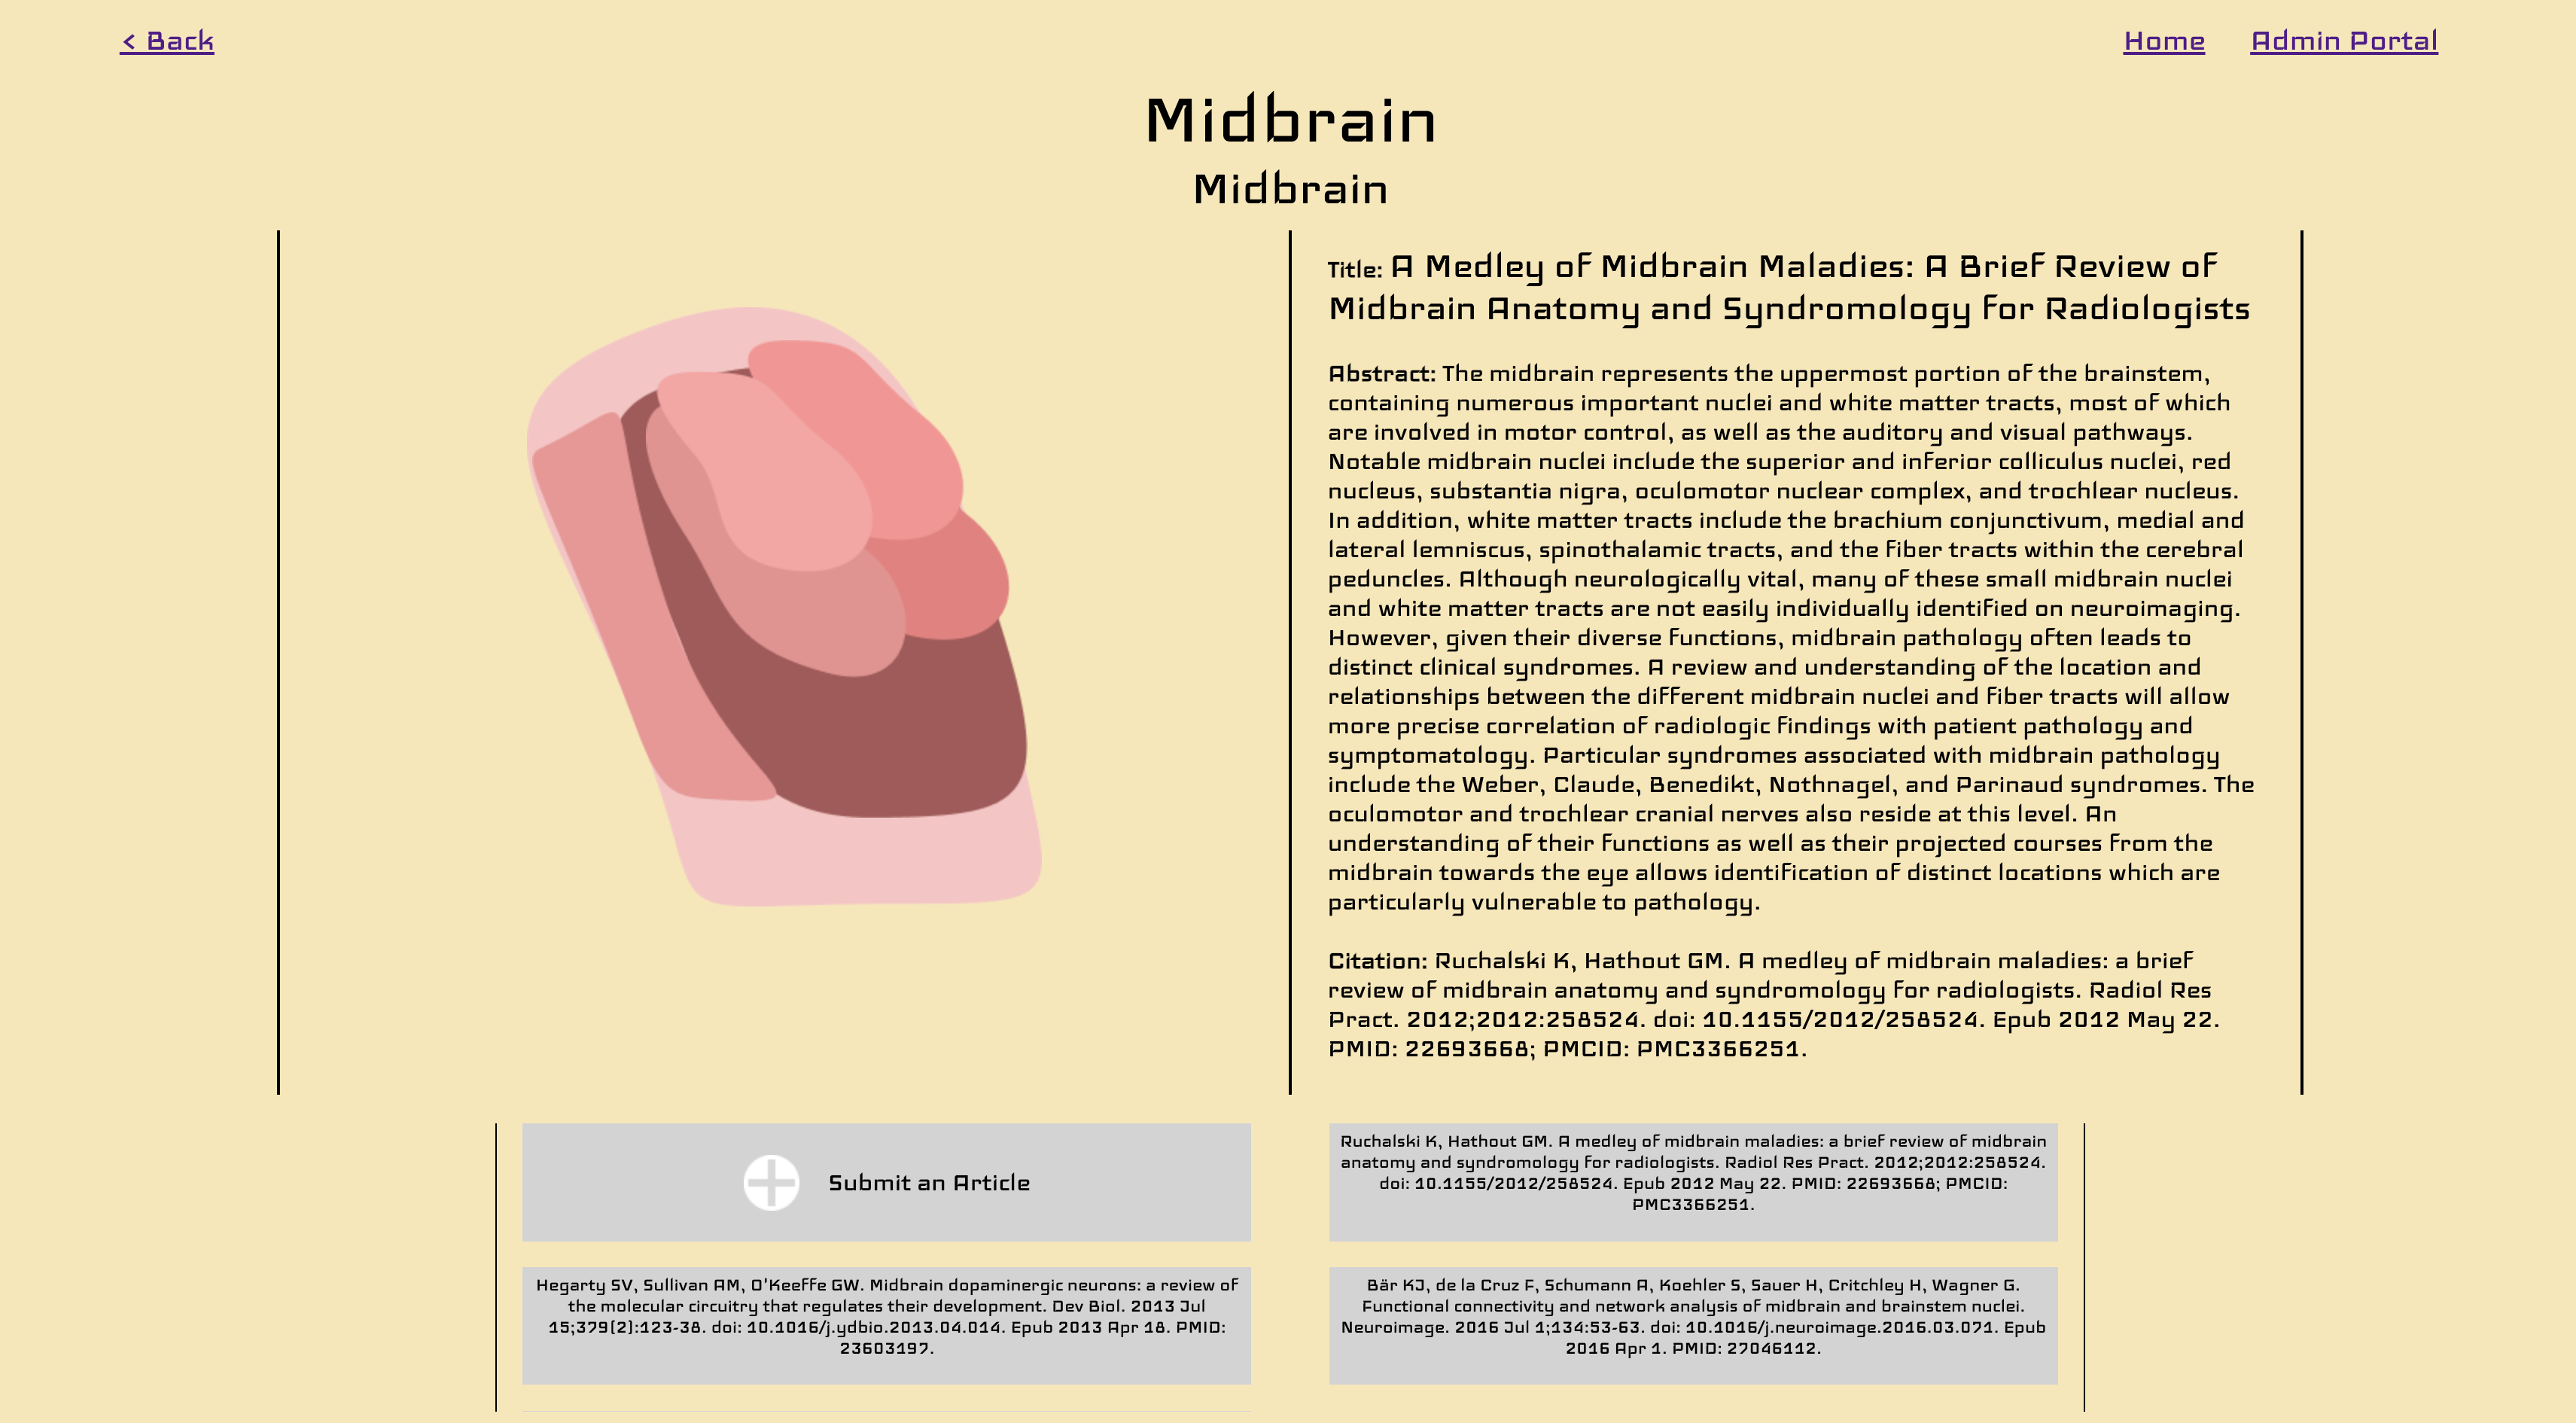 < Back
Home
Admin Portal
Midbrain
Midbrain
Title: A Medley of Midbrain Maladies: A Brief Review of
Midbrain Anatomy and Syndromology for Radiologists
Abstract: The midbrain represents the uppermost portion of the brainstem,
containing numerous important nuclei and white matter tracts, most of which
are involved in motor control, as well as the auditory and visual pathways.
Notable midbrain nuclei include the superior and inferior colliculus nuclei, red
nucleus, substantia nigra, oculomotor nuclear complex, and trochlear nucleus.
In addition, white matter tracts include the brachium conjunctivum, medial and
lateral lemniscus, spinothalamic tracts, and the fiber tracts within the cerebral
peduncles. Although neurologically vital, many of these small midbrain nuclei
and white matter tracts are not easily individually identified on neuroimaging.
However, given their diverse functions, midbrain pathology often leads to
distinct clinical syndromes. A review and understanding of the location and
relationships between the different midbrain nuclei and fiber tracts will allow
more precise correlation of radiologic findings with patient pathology and
symptomatology. Particular syndromes associated with midbrain pathology
include the Weber, Claude, Benedikt, Nothnagel, and Parinaud syndromes. The
oculomotor and trochlear cranial nerves also reside at this level. An
understanding of their functions as well as their projected courses from the
midbrain towards the eye allows identification of distinct locations which are
particularly vulnerable to pathology.
Citation: Ruchalski K, Hathout GM. A medley of midbrain maladies: a brief
review of midbrain anatomy and syndromology for radiologists. Radiol Res
Pract. 2012;2012:258524. doi: 10.1155/2012/258524. Epub 2012 May 22.
PMID: 22693668; PMCID: PMC3366251.
Submit an Article
Ruchalski K, Hathout GM. A medley of midbrain maladies: a brief review of midbrain
anatomy and syndromology for radiologists. Radiol Res Pract. 2012;2012:258524.
doi: 10.1155/2012/258524. Epub 2012 May 22. PMID: 22693668; PMCID:
PMC3366251.
Hegarty SV, Sullivan AM, O'Keeffe GW. Midbrain dopaminergic neurons: a review of
the molecular circuitry that regulates their development. Dev Biol. 2013 Jul
15;379(2):123-38. doi: 10.1016/j.ydbio.2013.04.014. Epub 2013 Apr 18. PMID:
23603197.
Bär KJ, de la Cruz F, Schumann A, Koehler S, Sauer H, Critchley H, Wagner G.
Functional connectivity and network analysis of midbrain and brainstem nuclei.
Neuroimage. 2016 Jul 1;134:53-63. doi: 10.1016/j.neuroimage.2016.03.071. Epub
2016 Apr 1. PMID: 27046112.